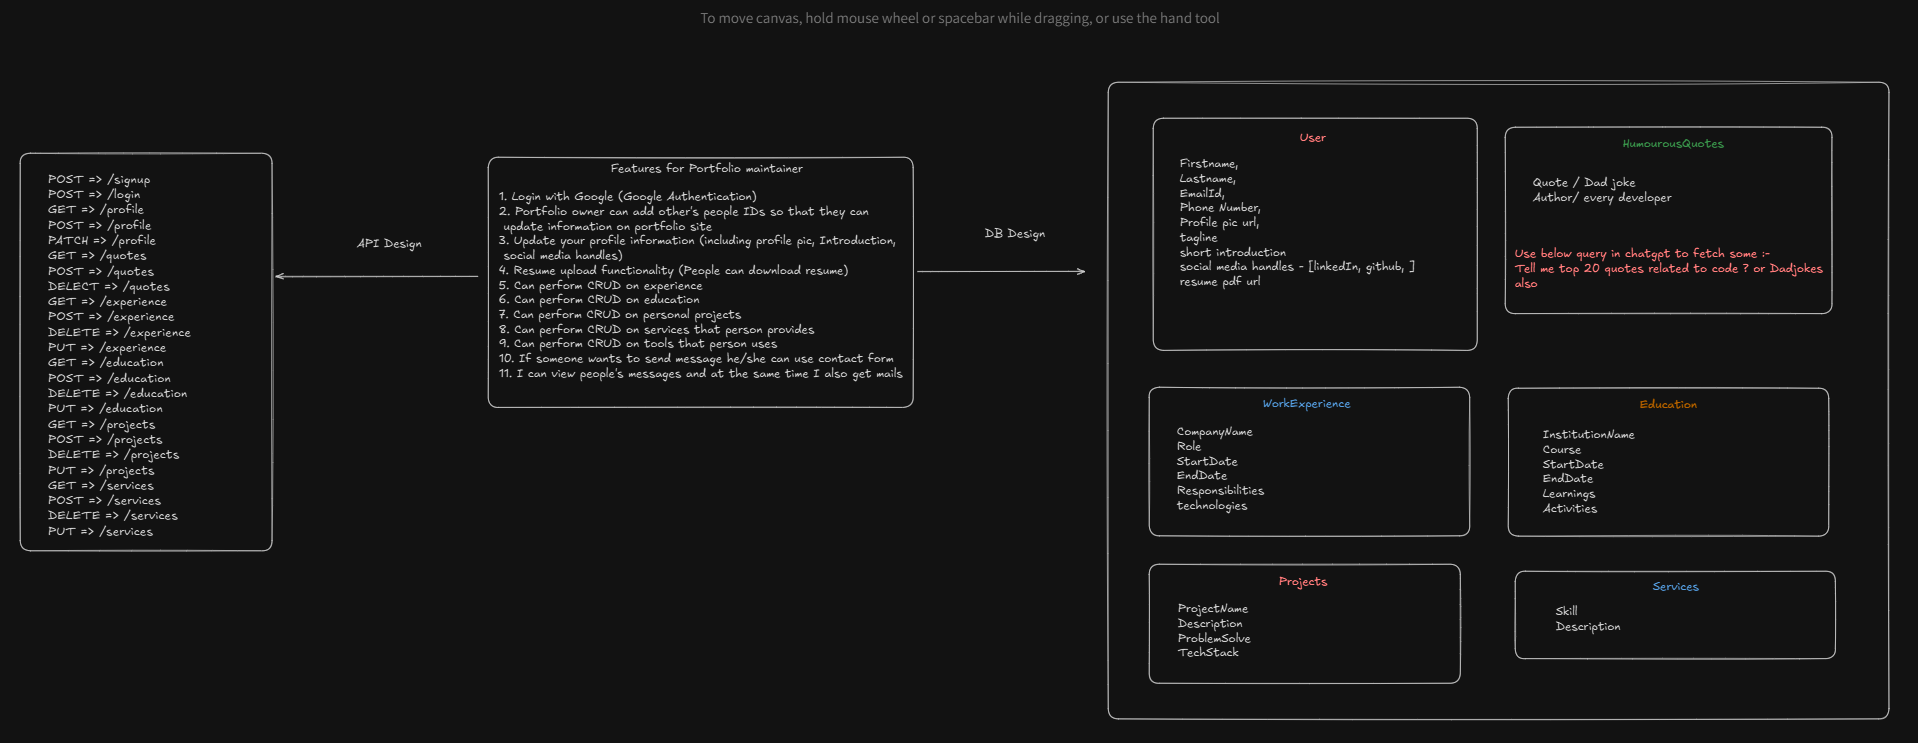 To move canvas, hold mouse wheel or spacebar while dragging, or use the hand tool
POST => /signup
POST => /login
GET => /profile
POST => /profile
PATCH => /profile
GET => /quotes
POST => /quotes
DELECT => /quotes
GET => /experience
POST => /experience
DELETE => /experience
PUT => /experience
GET => /education
POST => /education
DELETE => /education
PUT => /education
GET => /projects
POST => /projects
DELETE => /projects
PUT => /projects
GET => /services
POST => /services
DELETE => /services
PUT => /services
API Design
Features for Portfolio maintainer
1. Login with Google (Google Authentication)
2. Portfolio owner can add other's people IDs so that they can
update information on portfolio site
3. Update your profile information (including profile pic, Introduction,
social media handles)
4. Resume upload functionality (People can download resume)
5. Can perform CRUD on experience
6. Can perform CRUD on education
7. Can perform CRUD on personal projects
8. Can perform CRUD on services that person provides
9. Can perform CRUD on tools that person uses
10. If someone wants to send message he/she can use contact form
11. I can view people's messages and at the same time I also get mails
DB Design
User
Firstname,
Lastname,
EmailId,
Phone Number,
Profile pic url,
tagline
short introduction
social media handles - [linkedIn, github, ]
resume pdf url
HumourousQuotes
Quote / Dad joke
Author/ every developer
Use below query in chatgpt to fetch some :-
Tell me top 20 quotes related to code ? or Dadjokes
also
WorkExperience
CompanyName
Role
StartDate
EndDate
Responsibilities
technologies
Education
InstitutionName
Course
StartDate
EndDate
Learnings
Activities
Projects
ProjectName
Description
ProblemSolve
TechStack
Services
Skill
Description